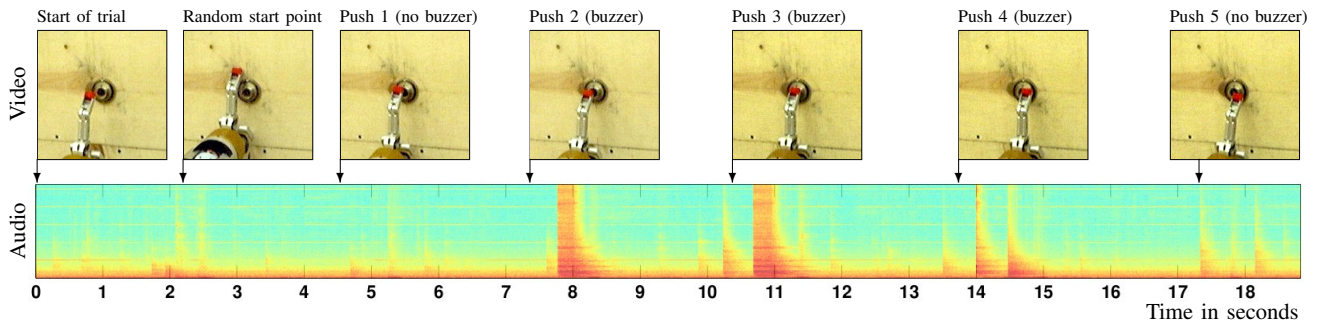 Start of trial
Random start point
Push 1 (no buzzer)
Push 2 (buzzer)
Push 3 (buzzer)
Push 4 (buzzer)
Push 5 (no buzzer)
Video
Audio
0 1 2 3 4 5 6 7 8 9 10 11 12 13 14 15 16 17 18
Time in seconds